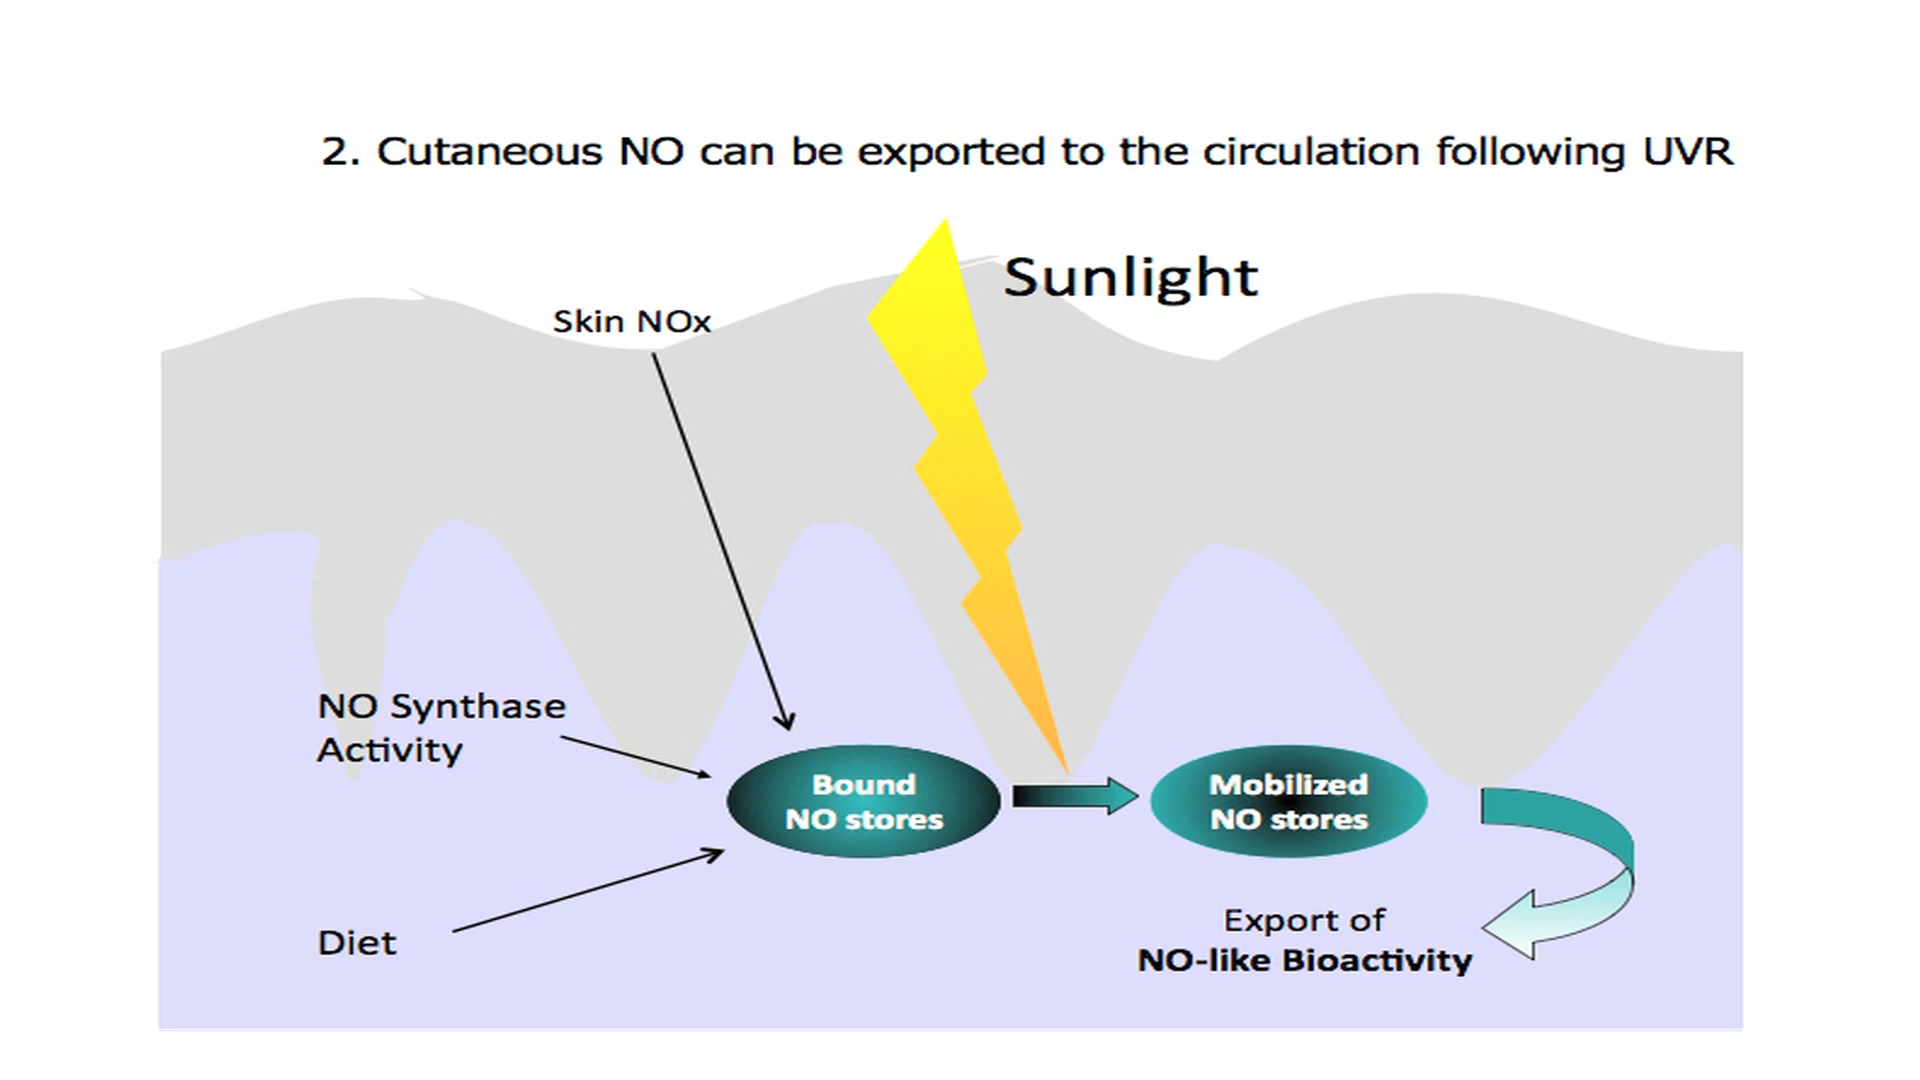 2. Cutaneous NO can be exported to the circulation following UVR
Sunlight
Skin NOx
NO Synthase
Activity
Bound
NO stores
Mobilized
NO stores
Diet
Export of
NO-like Bioactivity